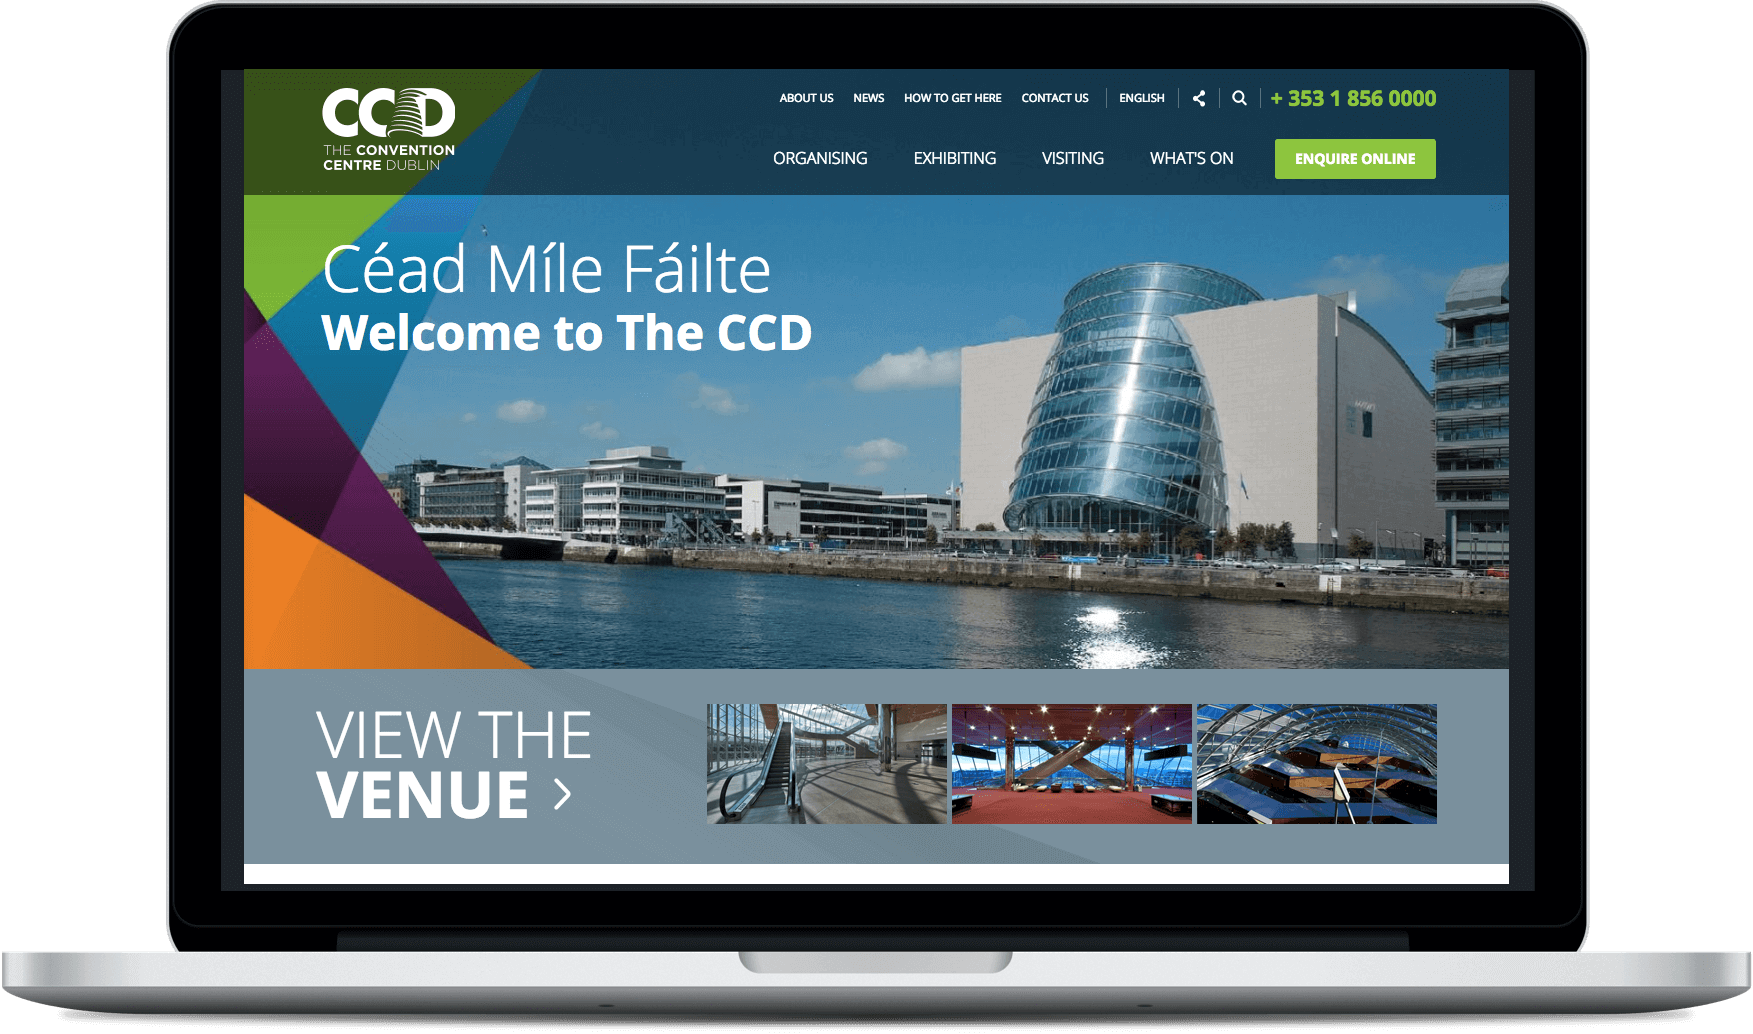 CCD
THE CONVENTION
CENTRE DUBLIN
ABOUT US NEWS HOW TO GET HERE CONTACT US ENGLISH + 353 1 856 0000
ORGANISING EXHIBITING VISITING WHAT'S ON ENQUIRE ONLINE
Céad Míle Fáilte
Welcome to The CCD
VIEW THE
VENUE >